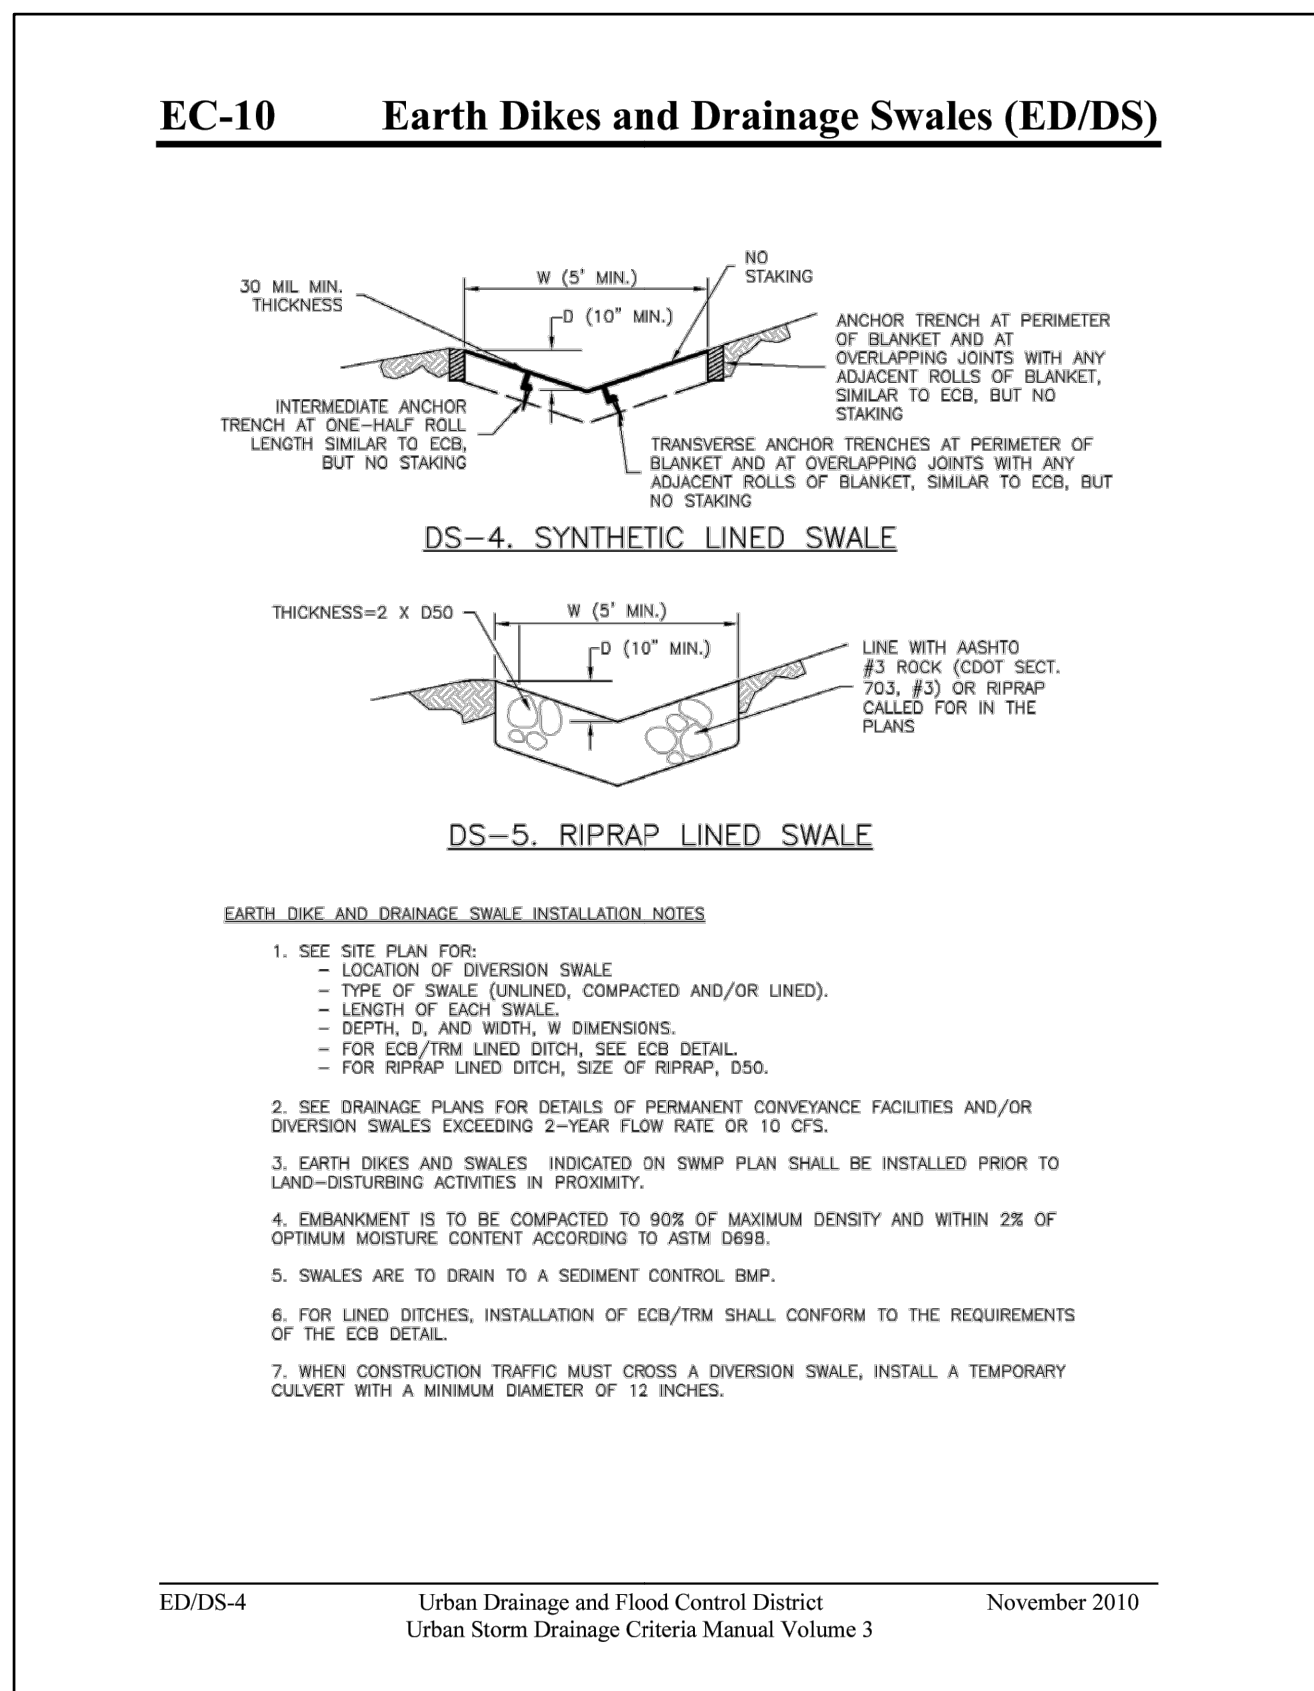 EC-10 Earth Dikes and Drainage Swales (ED/DS)
30 MIL MIN.
THICKNESS
W (5' MIN.)
D (10" MIN.)
NO
STAKING
ANCHOR TRENCH AT PERIMETER
OF BLANKET AND AT
OVERLAPPING JOINTS WITH ANY
ADJACENT ROLLS OF BLANKET,
SIMILAR TO ECB, BUT NO
STAKING
INTERMEDIATE ANCHOR
TRENCH AT ONE-HALF ROLL
LENGTH SIMILAR TO ECB,
BUT NO STAKING
TRANSVERSE ANCHOR TRENCHES AT PERIMETER OF
BLANKET AND AT OVERLAPPING JOINTS WITH ANY
ADJACENT ROLLS OF BLANKET, SIMILAR TO ECB, BUT
NO STAKING
DS-4. SYNTHETIC LINED SWALE
THICKNESS=2 X D50
W (5' MIN.)
D (10" MIN.)
LINE WITH AASHTO
#3 ROCK (CDOT SECT.
703, #3) OR RIPRAP
CALLED FOR IN THE
PLANS
DS-5. RIPRAP LINED SWALE
EARTH DIKE AND DRAINAGE SWALE INSTALLATION NOTES
1. SEE SITE PLAN FOR:
- LOCATION OF DIVERSION SWALE
- TYPE OF SWALE (UNLINED, COMPACTED AND/OR LINED).
- LENGTH OF EACH SWALE.
- DEPTH, D, AND WIDTH, W DIMENSIONS.
- FOR ECB/TRM LINED DITCH, SEE ECB DETAIL.
- FOR RIPRAP LINED DITCH, SIZE OF RIPRAP, D50.
2. SEE DRAINAGE PLANS FOR DETAILS OF PERMANENT CONVEYANCE FACILITIES AND/OR
DIVERSION SWALES EXCEEDING 2-YEAR FLOW RATE OR 10 CFS.
3. EARTH DIKES AND SWALES INDICATED ON SWMP PLAN SHALL BE INSTALLED PRIOR TO
LAND-DISTURBING ACTIVITIES IN PROXIMITY.
4. EMBANKMENT IS TO BE COMPACTED TO 90% OF MAXIMUM DENSITY AND WITHIN 2% OF
OPTIMUM MOISTURE CONTENT ACCORDING TO ASTM D698.
5. SWALES ARE TO DRAIN TO A SEDIMENT CONTROL BMP.
6. FOR LINED DITCHES, INSTALLATION OF ECB/TRM SHALL CONFORM TO THE REQUIREMENTS
OF THE ECB DETAIL.
7. WHEN CONSTRUCTION TRAFFIC MUST CROSS A DIVERSION SWALE, INSTALL A TEMPORARY
CULVERT WITH A MINIMUM DIAMETER OF 12 INCHES.
ED/DS-4 Urban Drainage and Flood Control District November 2010
Urban Storm Drainage Criteria Manual Volume 3